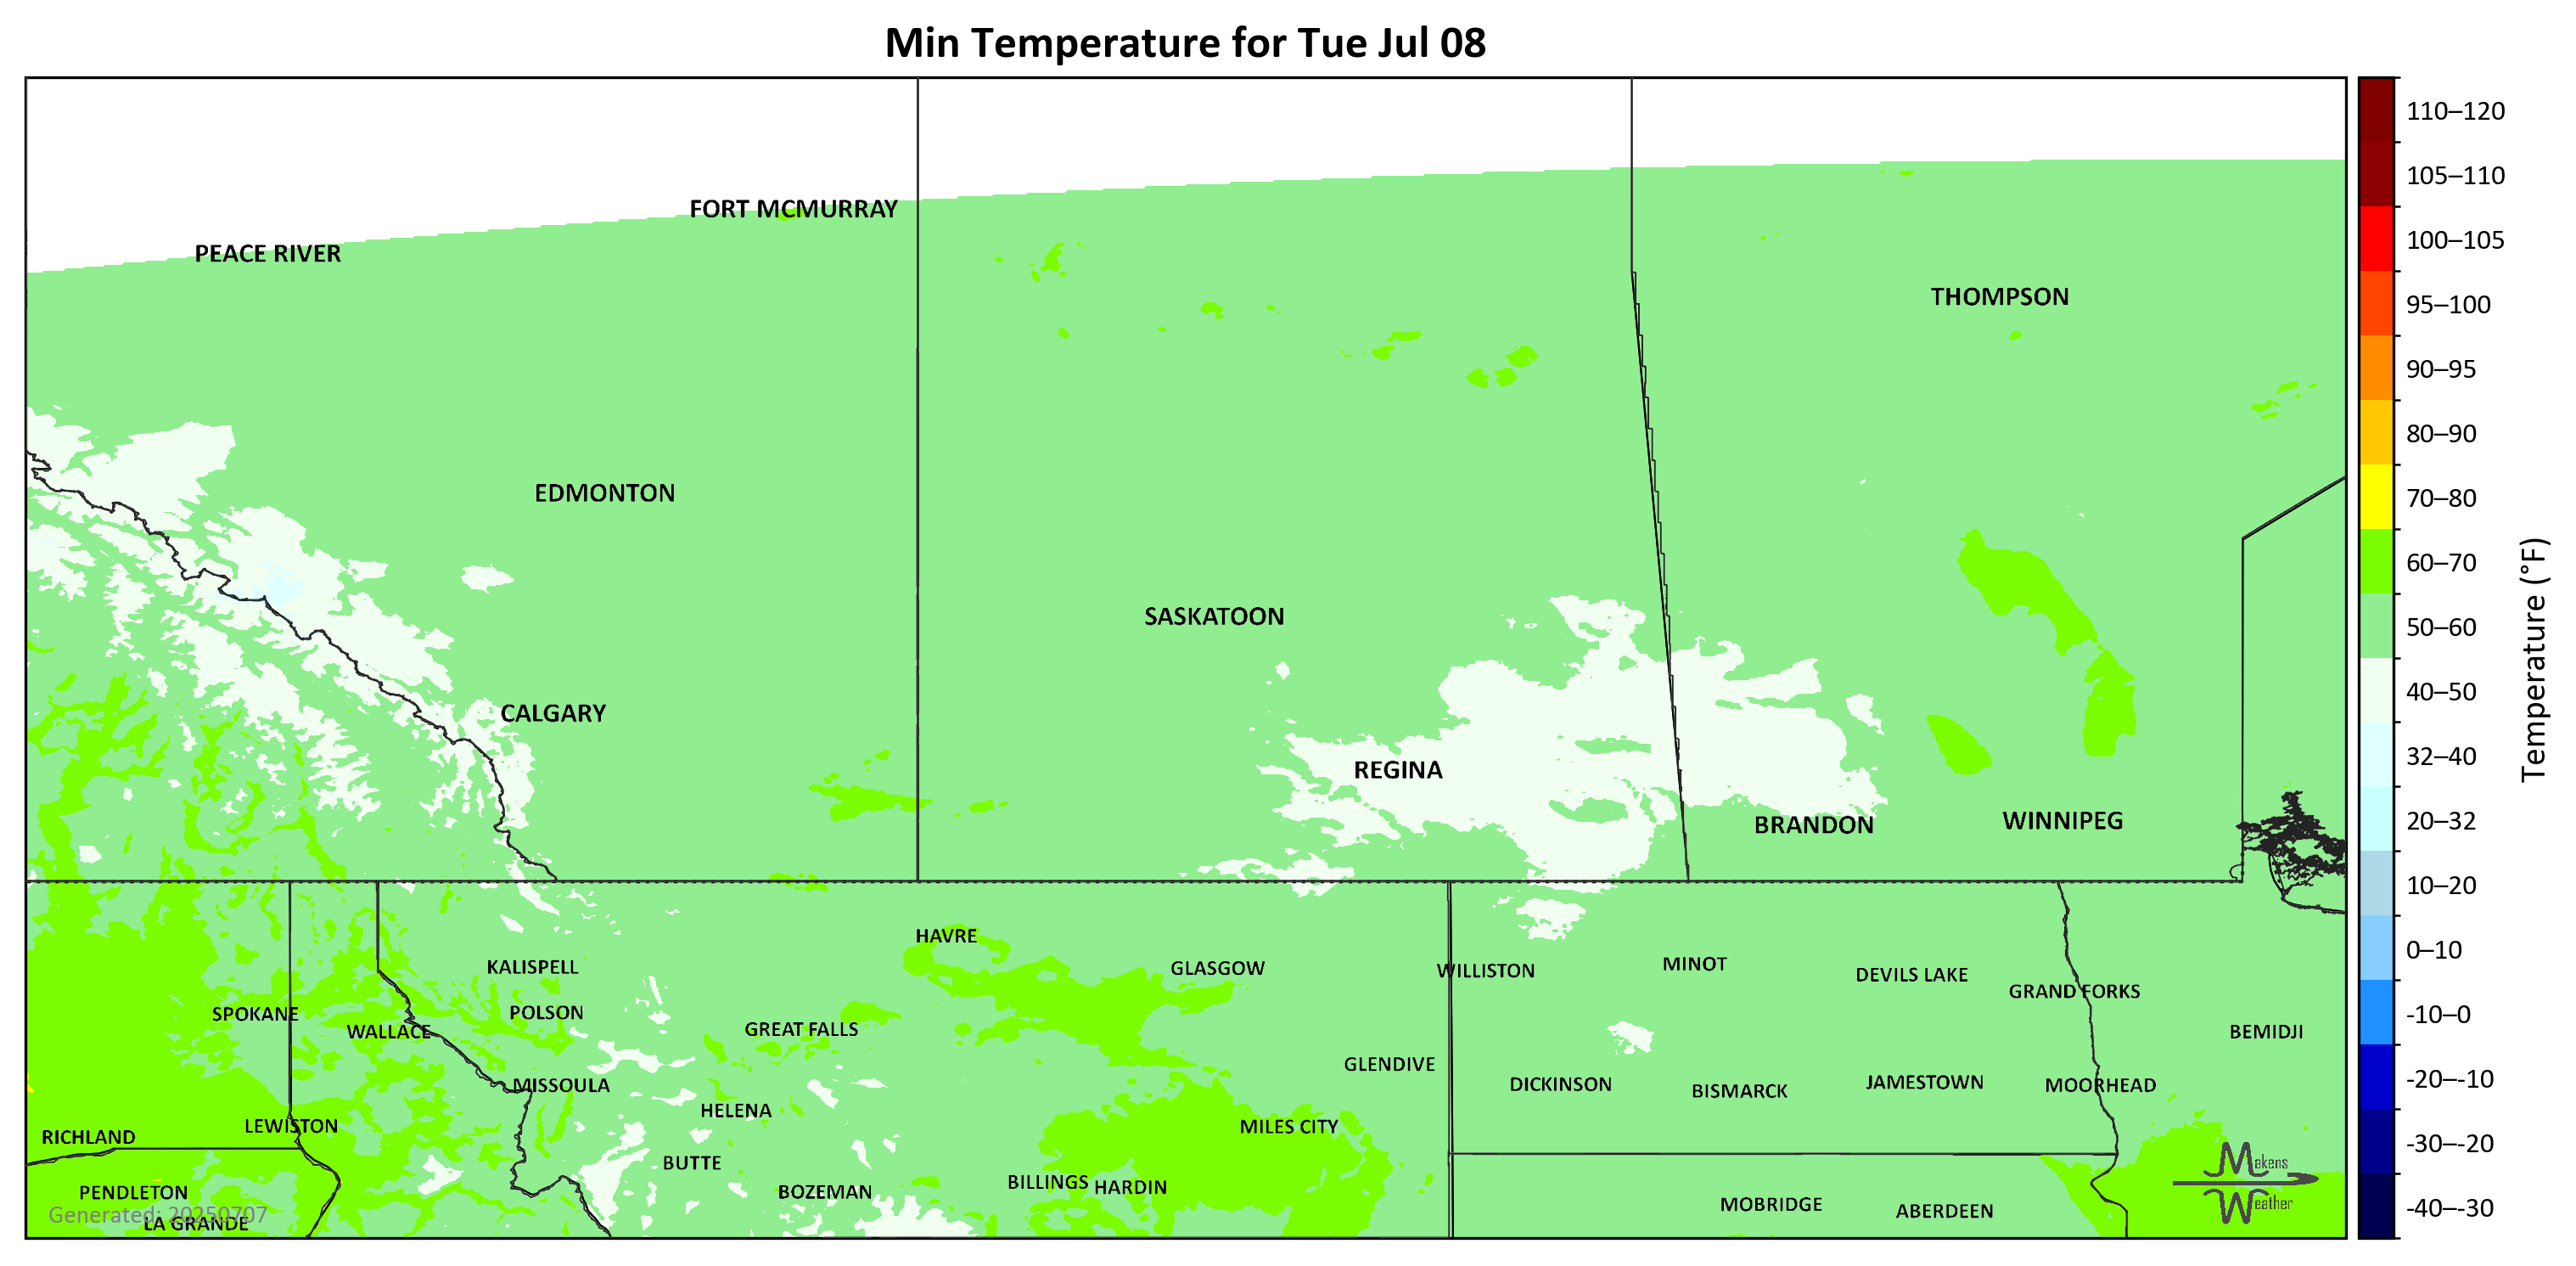 Min Temperature for Tue Jul 08
110–120
105–110
FORT MCMURRAY
100–105
PEACE RIVER
THOMPSON
95–100
90–95
80–90
EDMONTON
70–80
60–70
SASKATOON
50–60
Temperature (°F)
40–50
CALGARY
32–40
REGINA
BRANDON
WINNIPEG
20–32
10–20
HAVRE
0–10
KALISPELL
GLASGOW
WILLISTON
MINOT
DEVILS LAKE
GRAND FORKS
SPOKANE
POLSON
-10–0
WALLACE
GREAT FALLS
BEMIDJI
GLENDIVE
-20–-10
MISSOULA
DICKINSON
BISMARCK
JAMESTOWN
MOORHEAD
HELENA
RICHLAND
LEWISTON
MILES CITY
-30–-20
BUTTE
Makens
PENDLETON
BOZEMAN
BILLINGS
HARDIN
Weather
MOBRIDGE
ABERDEEN
-40–-30
Generated: 20250707
LA GRANDE